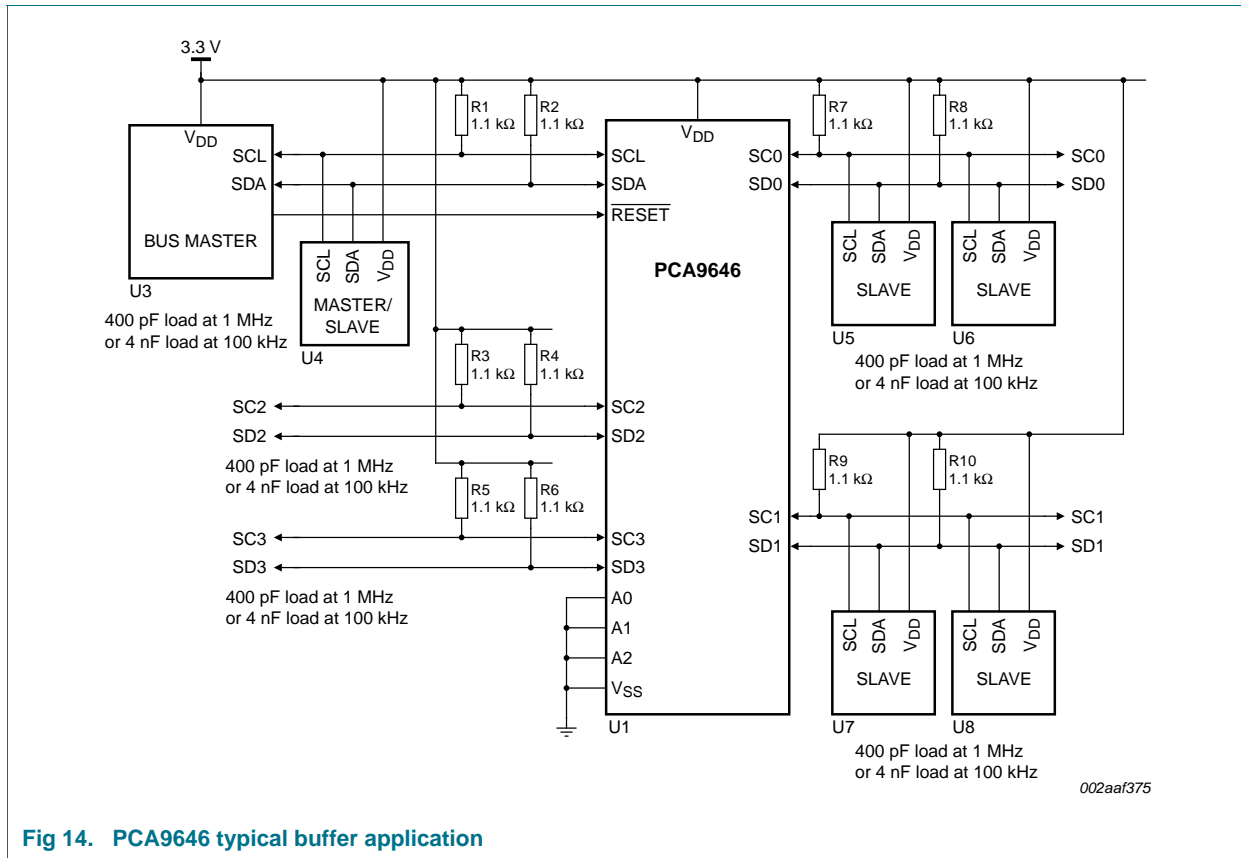 3.3 V
VDD
SCL
SDA
BUS MASTER
U3
400 pF load at 1 MHz
or 4 nF load at 100 kHz
SCL
SDA
VDD
MASTER/
SLAVE
U4
R1
1.1 kΩ
R2
1.1 kΩ
R3
1.1 kΩ
R4
1.1 kΩ
SC2
SD2
400 pF load at 1 MHz
or 4 nF load at 100 kHz
R5
1.1 kΩ
R6
1.1 kΩ
SC3
SD3
400 pF load at 1 MHz
or 4 nF load at 100 kHz
VDD
SCL
SDA
RESET
PCA9646
SC2
SD2
SC3
SD3
A0
A1
A2
VSS
U1
SC0
SD0
SC1
SD1
R7
1.1 kΩ
R8
1.1 kΩ
SC0
SD0
SCL
SDA
VDD
SLAVE
U5
SCL
SDA
VDD
SLAVE
U6
400 pF load at 1 MHz
or 4 nF load at 100 kHz
R9
1.1 kΩ
R10
1.1 kΩ
SC1
SD1
SCL
SDA
VDD
SLAVE
U7
SCL
SDA
VDD
SLAVE
U8
400 pF load at 1 MHz
or 4 nF load at 100 kHz
002aaf375
Fig 14. PCA9646 typical buffer application